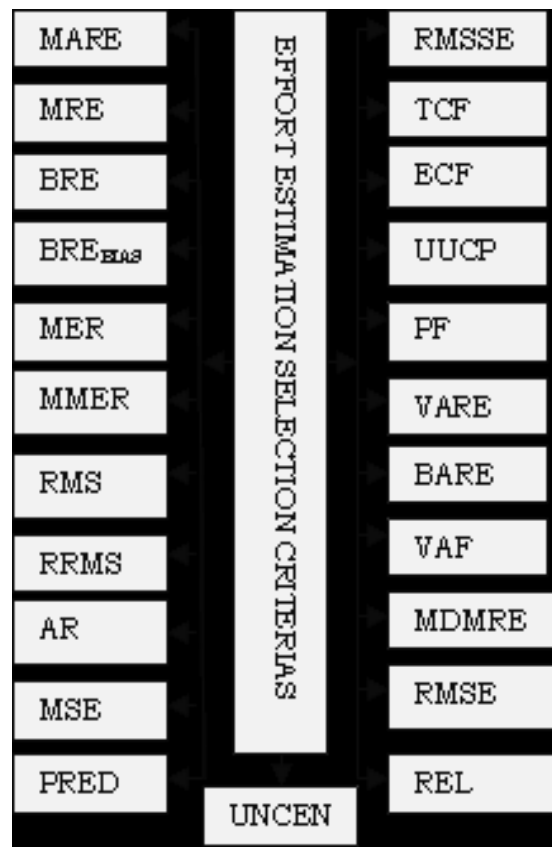 MARE
MRE
BRE
BREBIAS
MER
MMER
RMS
RRMS
AR
MSE
PRED
EFFORT ESTIMATION SELECTION CRITERIAS
UNCEN
RMSSE
TCF
ECF
UUCP
PF
VARE
BARE
VAF
MDMRE
RMSE
REL